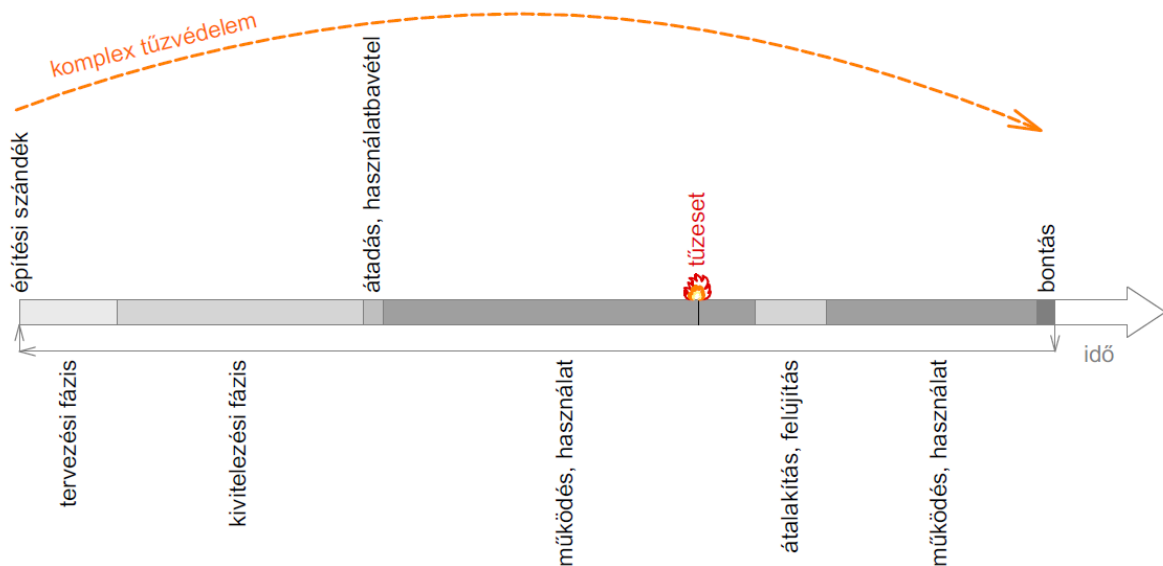 komplex tűzvédelem
építési szándék
átadás, használatbavétel
tűzeset
bontás
idő
tervezési fázis
kivitelezési fázis
működés, használat
átalakítás, felújítás
működés, használat